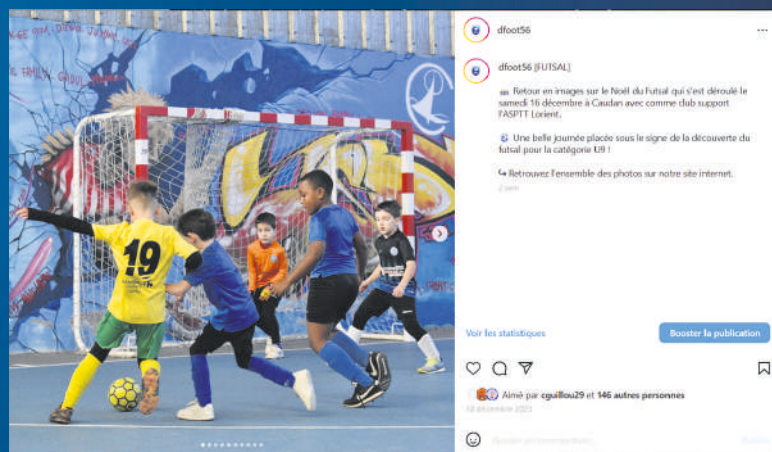 dfoot56
dfoot56 [FUTSAL]
Retour en images sur le Noël du Futsal qui s'est déroulé le
samedi 16 décembre à Caudan avec comme club support
l'ASPTT Lorient.
Une belle journée placée sous le signe de la découverte du
futsal pour la catégorie U9 !
Retrouvez l'ensemble des photos sur notre site internet.
2 sem
19
Voir les statistiques
Booster la publication
Aimé par cguillou29 et 146 autres personnes